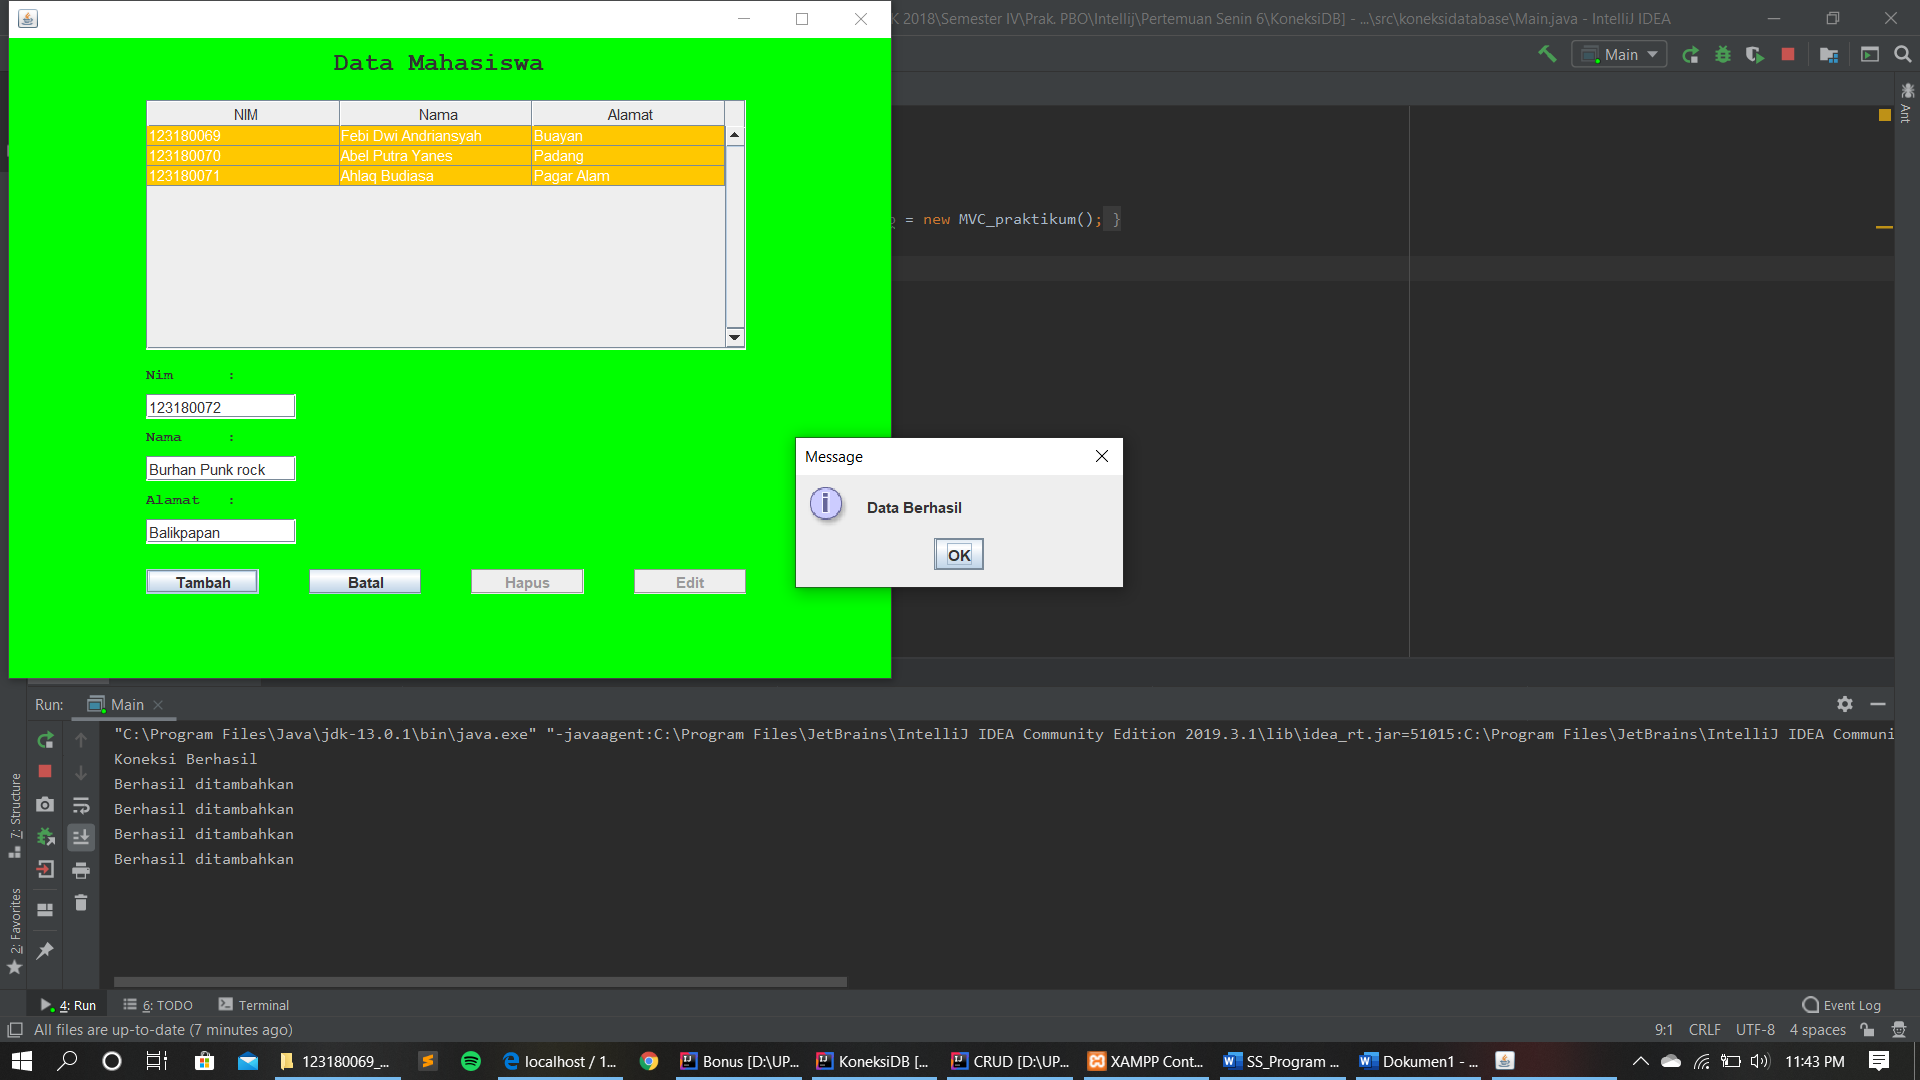 K 2018\Semester IV\Prak. PBO\Intellij\Pertemuan Senin 6\KoneksiDB] - ...\src\koneksidatabase\Main.java - IntelliJ IDEA
Main
Data Mahasiswa
NIM Nama Alamat
123180069 Febi Dwi Andriansyah Buayan
123180070 Abel Putra Yanes Padang
123180071 Ahlaq Budiasa Pagar Alam
= new MVC_praktikum(); }
Ant
Nim :
123180072
Nama :
Burhan Punk rock
Alamat :
Balikpapan
Tambah Batal Hapus Edit
Message
Data Berhasil
OK
Run: Main
"C:\Program Files\Java\jdk-13.0.1\bin\java.exe" "-javaagent:C:\Program Files\JetBrains\IntelliJ IDEA Community Edition 2019.3.1\lib\idea_rt.jar=51015:C:\Program Files\JetBrains\IntelliJ IDEA Communi
Koneksi Berhasil
Berhasil ditambahkan
Berhasil ditambahkan
Berhasil ditambahkan
Berhasil ditambahkan
7: Structure
2: Favorites
4: Run 6: TODO Terminal Event Log
All files are up-to-date (7 minutes ago) 9:1 CRLF UTF-8 4 spaces
123180069_... localhost / 1... Bonus [D:\UP... KoneksiDB [... CRUD [D:\UP... XAMPP Cont... SS_Program ... Dokumen1 - ... 11:43 PM